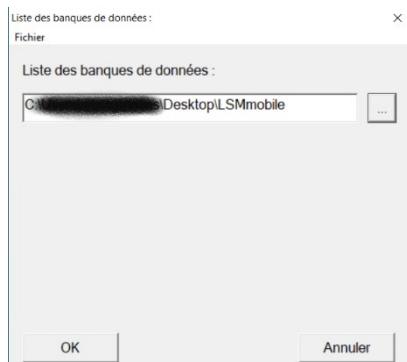 Liste des banques de données :
Fichier
Liste des banques de données :
C:\ \Desktop\LSMmobile
...
OK
Annuler